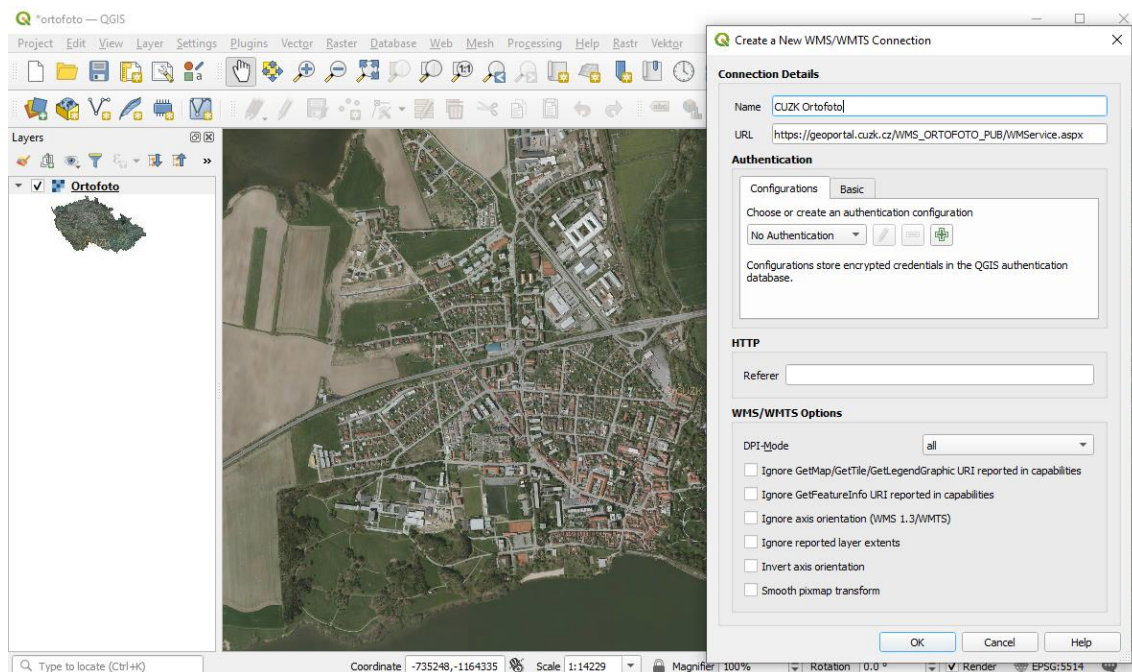 *ortofoto — QGIS
Project Edit View Layer Settings Plugins Vector Raster Database Web Mesh Processing Help Rastr Vektor
Layers
Ortofoto
Create a New WMS/WMTS Connection
Connection Details
Name CUZK Ortofoto
URL https://geoportal.cuzk.cz/WMS_ORTOFOTO_PUB/WMService.aspx
Authentication
Configurations Basic
Choose or create an authentication configuration
No Authentication
Configurations store encrypted credentials in the QGIS authentication
database.
HTTP
Referer
WMS/WMTS Options
DPI-Mode all
Ignore GetMap/GetTile/GetLegendGraphic URI reported in capabilities
Ignore GetFeatureInfo URI reported in capabilities
Ignore axis orientation (WMS 1.3/WMTS)
Ignore reported layer extents
Invert axis orientation
Smooth pixmap transform
OK Cancel Help
Type to locate (Ctrl+K) Coordinate -735248,-1164335 Scale 1:14229 Magnifier 100% Rotation 0.0 ° Render EPSG:5514